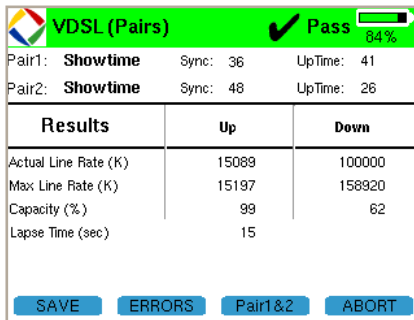 VDSL (Pairs) Pass 84%
Pair1: Showtime Sync: 36 UpTime: 41
Pair2: Showtime Sync: 48 UpTime: 26
Results Up Down
Actual Line Rate (K) 15089 100000
Max Line Rate (K) 15197 158920
Capacity (%) 99 62
Lapse Time (sec) 15
SAVE ERRORS Pair1&2 ABORT